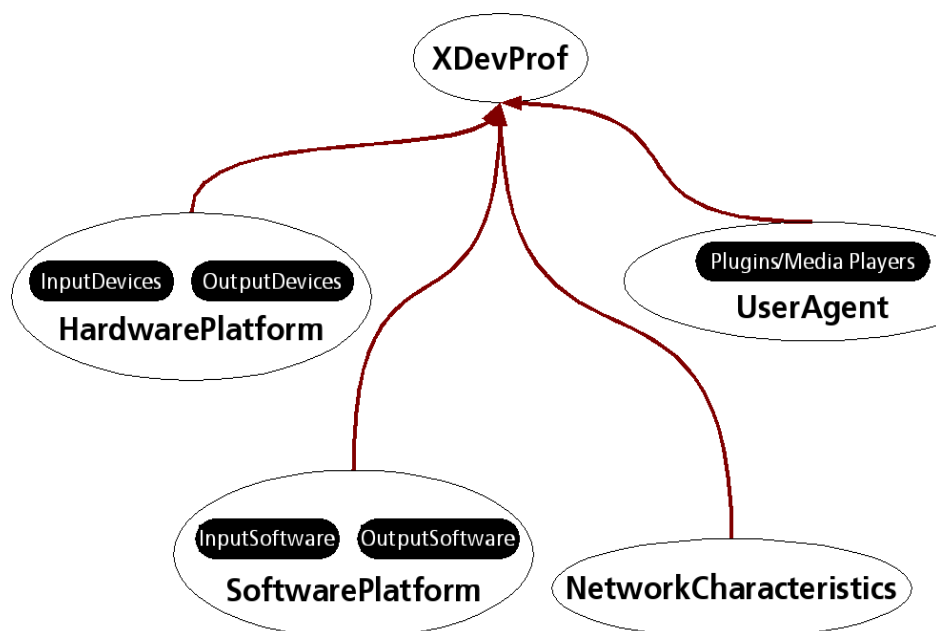 XDevProf
InputDevices
OutputDevices
HardwarePlatform
Plugins/Media Players
UserAgent
InputSoftware
OutputSoftware
SoftwarePlatform
NetworkCharacteristics